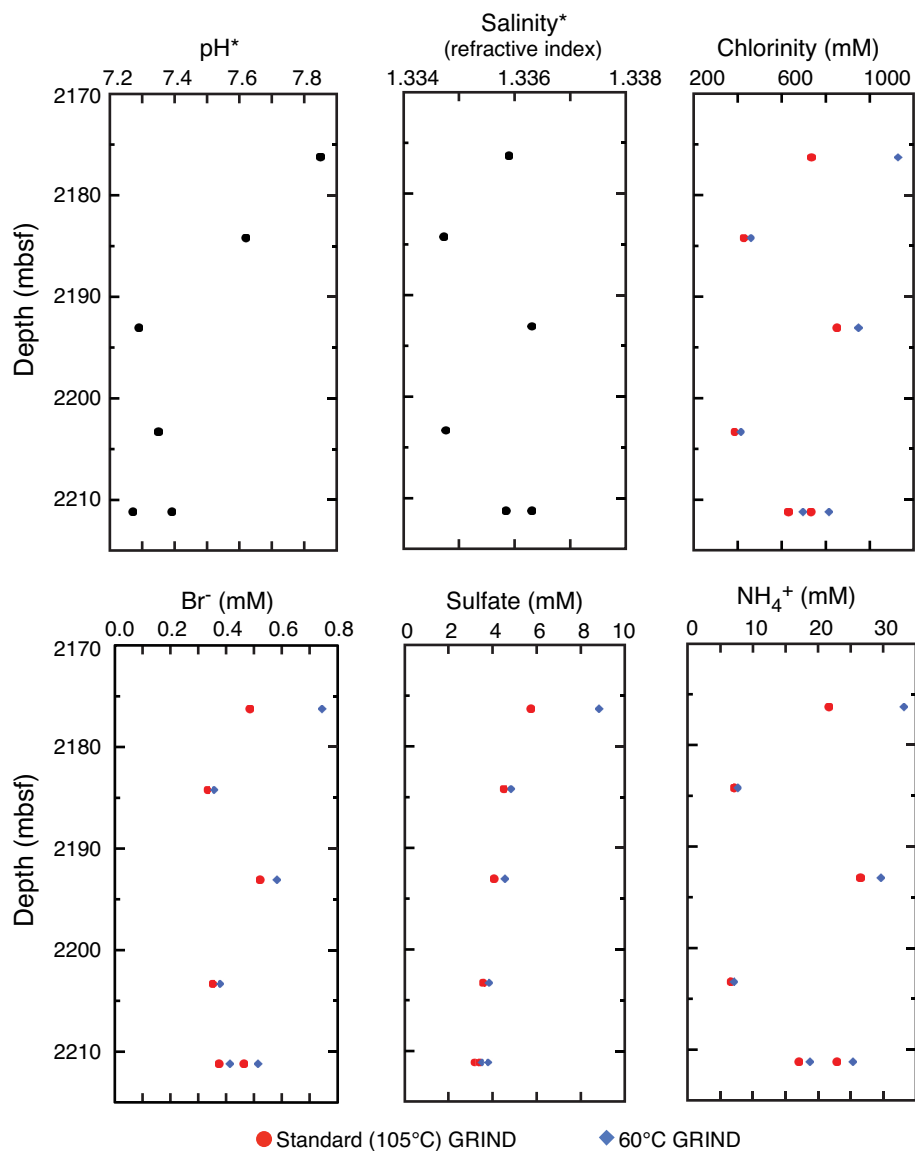 pH*
Salinity*
(refractive index)
Chlorinity (mM)
7.2 7.4 7.6 7.8
1.334 1.336 1.338
200 600 1000
Depth (mbsf)
2170
2180
2190
2200
2210
Br⁻ (mM)
Sulfate (mM)
NH₄⁺ (mM)
0.0 0.2 0.4 0.6 0.8
0 2 4 6 8 10
0 10 20 30
Depth (mbsf)
2170
2180
2190
2200
2210
Standard (105°C) GRIND
60°C GRIND